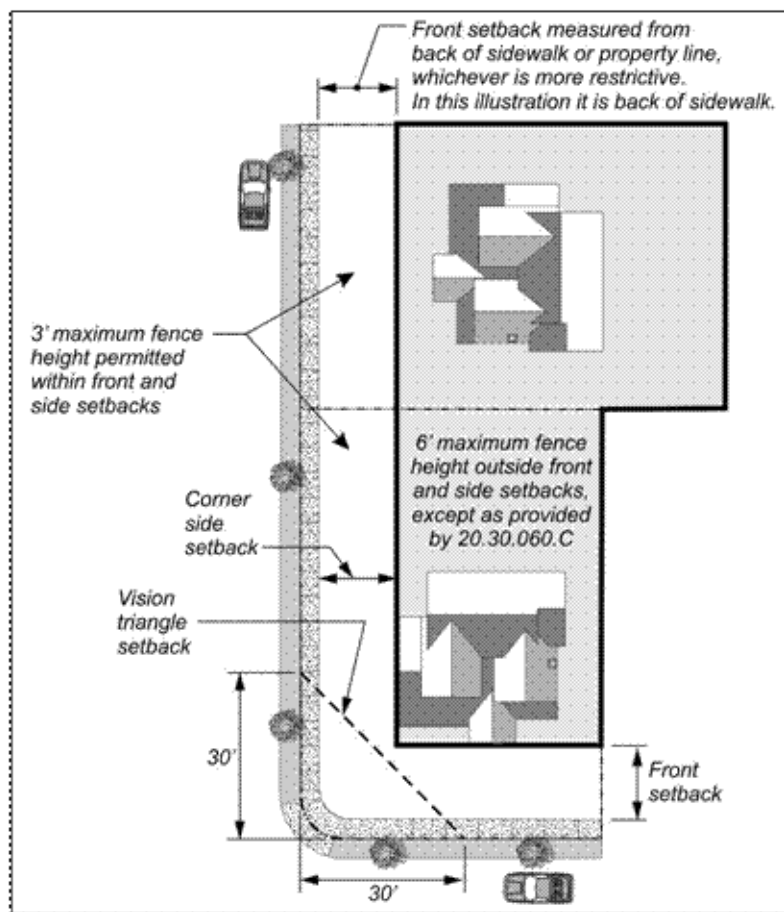 Front setback measured from
back of sidewalk or property line,
whichever is more restrictive.
In this illustration it is back of sidewalk.
3' maximum fence
height permitted
within front and
side setbacks
6' maximum fence
height outside front
and side setbacks,
except as provided
by 20.30.060.C
Corner
side
setback
Vision
triangle
setback
30'
Front
setback
30'